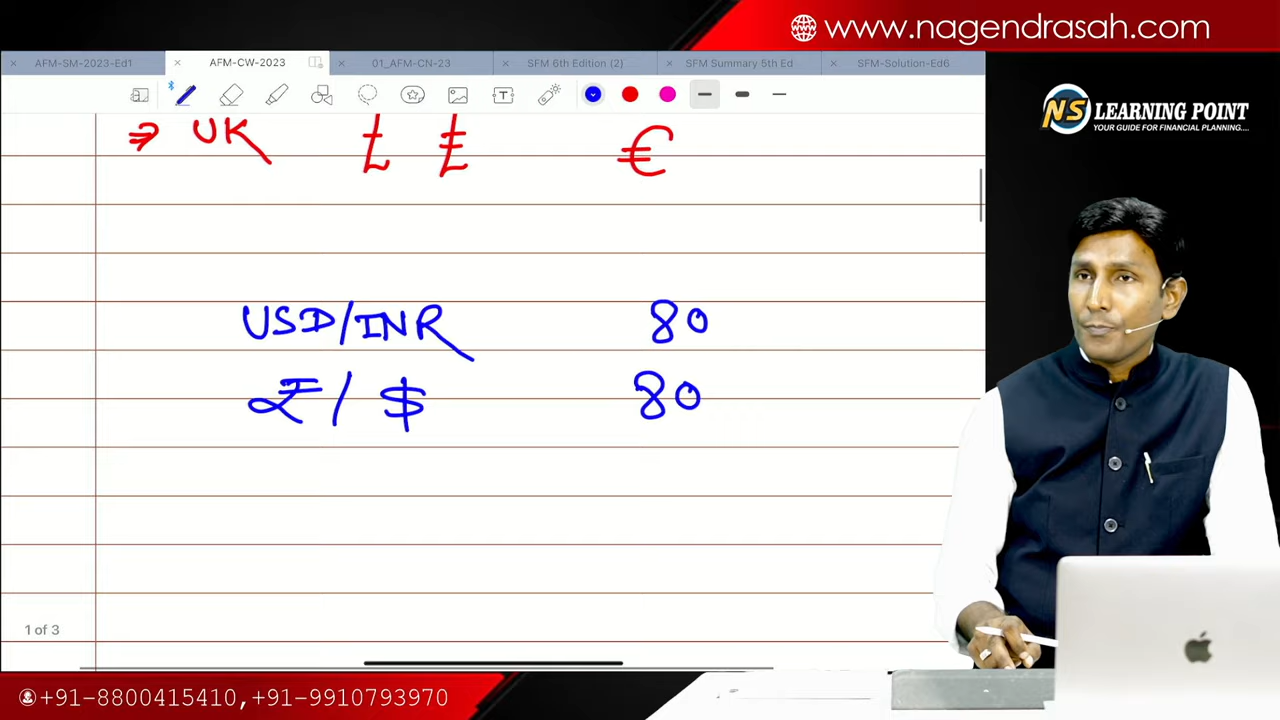 www.nagendrasah.com
AFM-SM-2023-Ed1
AFM-CW-2023
01_AFM-CN-23
SFM 6th Edition (2)
SFM Summary 5th Ed
SFM-Solution-Ed6
NS LEARNING POINT
YOUR GUIDE FOR FINANCIAL PLANNING....
⇒ UK £ £ €
USD/INR 80
₹/$ 80
1 of 3
+91-8800415410,+91-9910793970